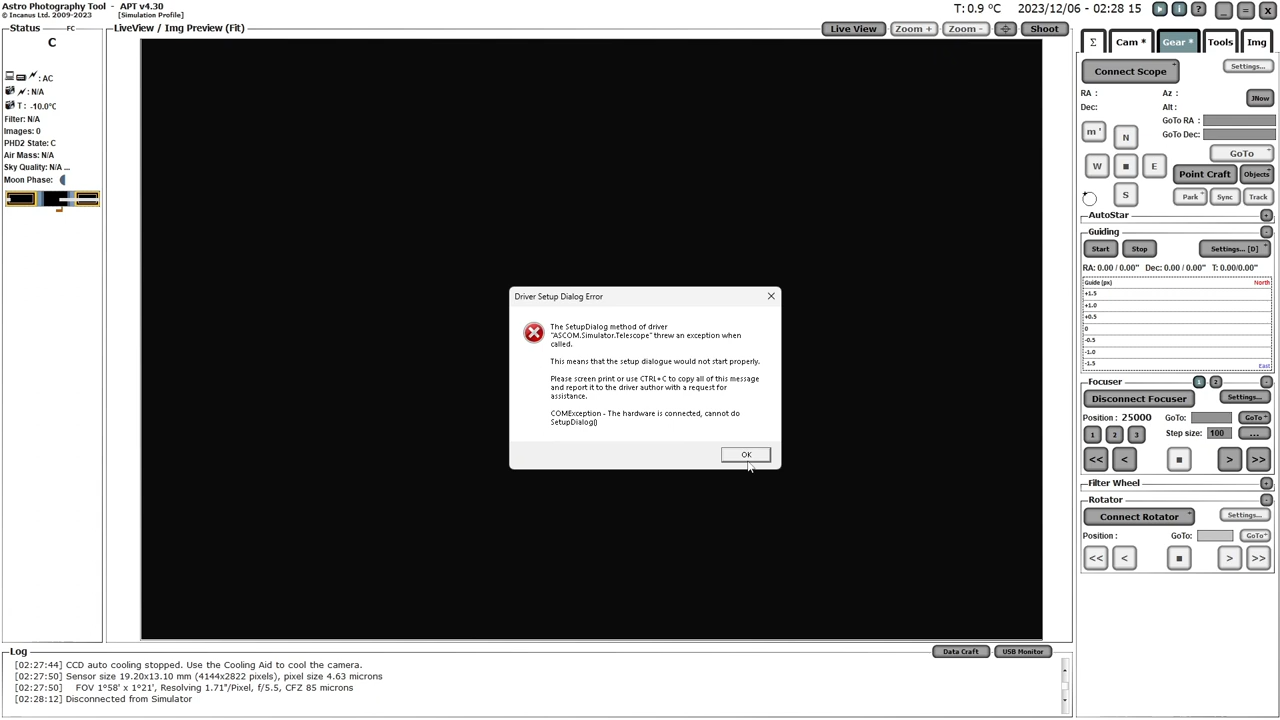 Astro Photography Tool - APT v4.30
© Incanus Ltd. 2009-2023 [Simulation Profile]
T: 0.9 °C 2023/12/06 - 02:28 15
Status FC
C
: AC
: N/A
T : -10.0°C
Filter: N/A
Images: 0
PHD2 State: C
Air Mass: N/A
Sky Quality: N/A ...
Moon Phase:
LiveView / Img Preview (Fit)
Live View Zoom + Zoom - Shoot
Σ Cam * Gear * Tools Img
Connect Scope Settings...
RA : Az :
Dec: Alt :
JNow
GoTo RA :
GoTo Dec:
m ' N
W E
S
GoTo
Point Craft Objects
Park Sync Track
AutoStar
Guiding
Start Stop Settings... [D]
RA: 0.00 / 0.00" Dec: 0.00 / 0.00" T: 0.00/0.00"
Guide (px) North
+1.5
+1.0
+0.5
0
-0.5
-1.0
-1.5 East
Focuser 1 2
Disconnect Focuser Settings...
Position : 25000 GoTo: GoTo
1 2 3 Step size: 100 ...
<< < > >>
Filter Wheel
Rotator
Connect Rotator Settings...
Position : GoTo: GoTo
<< < > >>
Driver Setup Dialog Error
The SetupDialog method of driver
"ASCOM.Simulator.Telescope" threw an exception when
called.
This means that the setup dialogue would not start properly.
Please screen print or use CTRL+C to copy all of this message
and report it to the driver author with a request for
assistance.
COMException - The hardware is connected, cannot do
SetupDialog()
OK
Log
Data Craft USB Monitor
[02:27:44] CCD auto cooling stopped. Use the Cooling Aid to cool the camera.
[02:27:50] Sensor size 19.20x13.10 mm (4144x2822 pixels), pixel size 4.63 microns
[02:27:50] FOV 1°58' x 1°21', Resolving 1.71"/Pixel, f/5.5, CFZ 85 microns
[02:28:12] Disconnected from Simulator